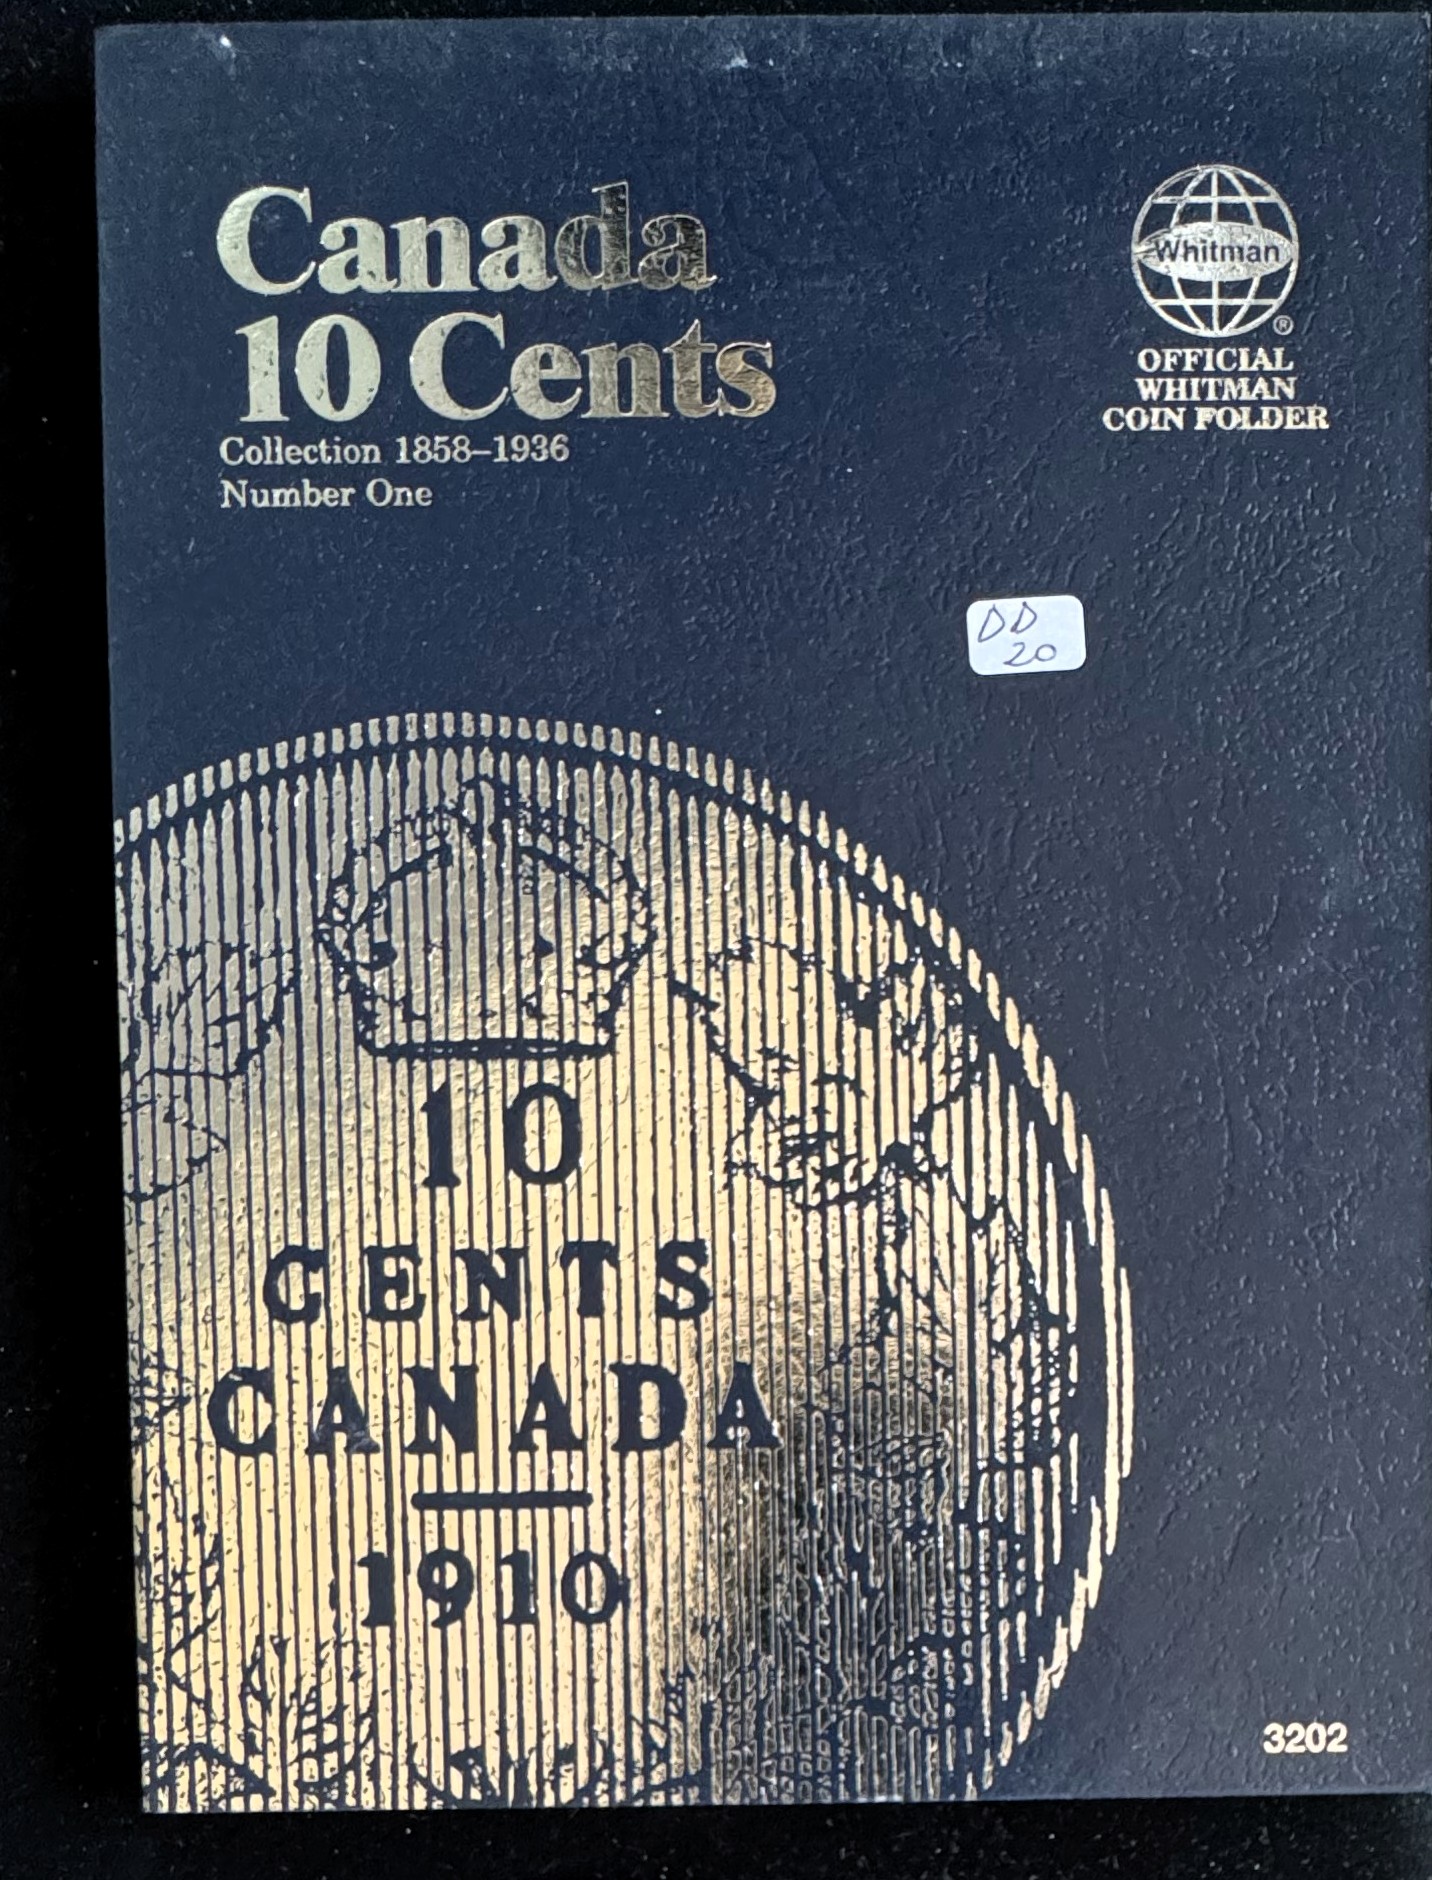 Canada
10 Cents
Collection 1858–1936
Number One
Whitman
®
OFFICIAL
WHITMAN
COIN FOLDER
DD
20
10
CENTS
CANADA
1910
3202